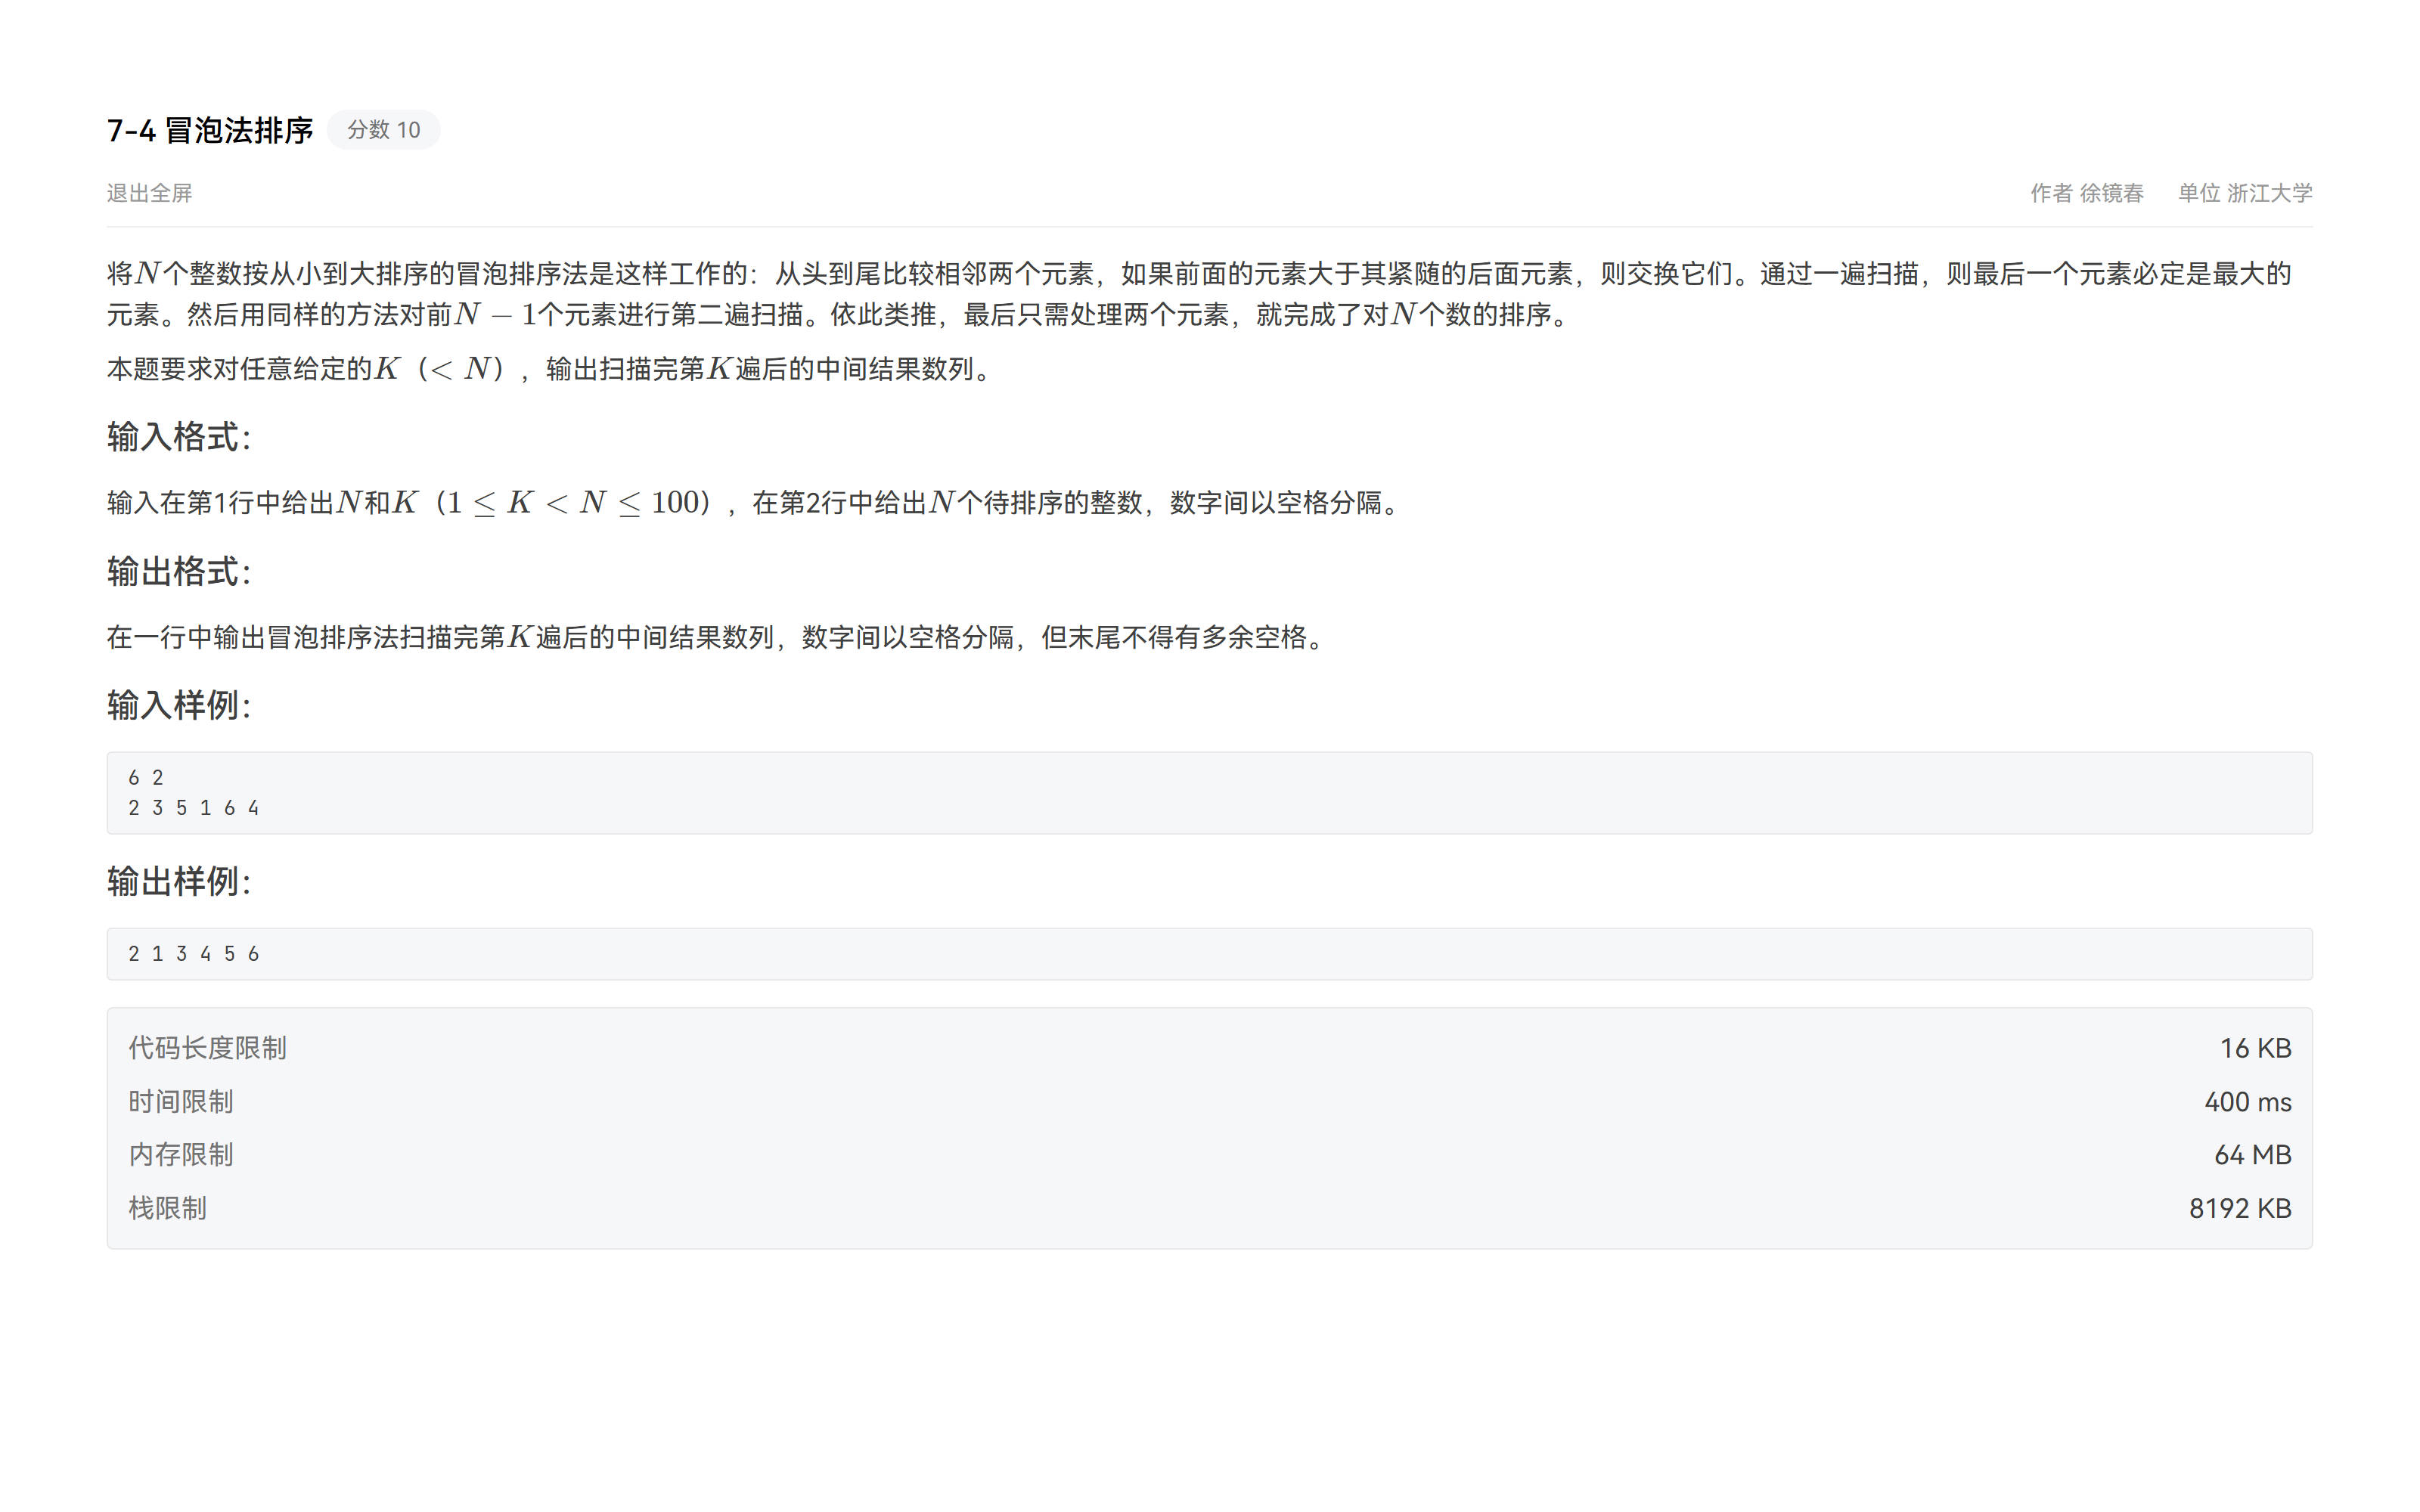 7-4 冒泡法排序 分数 10
退出全屏 作者 徐镜春 单位 浙江大学
将N个整数按从小到大排序的冒泡排序法是这样工作的：从头到尾比较相邻两个元素，如果前面的元素大于其紧随的后面元素，则交换它们。通过一遍扫描，则最后一个元素必定是最大的
元素。然后用同样的方法对前N − 1个元素进行第二遍扫描。依此类推，最后只需处理两个元素，就完成了对N个数的排序。
本题要求对任意给定的K（< N），输出扫描完第K遍后的中间结果数列。
输入格式：
输入在第1行中给出N和K（1 ≤ K < N ≤ 100），在第2行中给出N个待排序的整数，数字间以空格分隔。
输出格式：
在一行中输出冒泡排序法扫描完第K遍后的中间结果数列，数字间以空格分隔，但末尾不得有多余空格。
输入样例：
6 2
2 3 5 1 6 4
输出样例：
2 1 3 4 5 6
代码长度限制 16 KB
时间限制 400 ms
内存限制 64 MB
栈限制 8192 KB